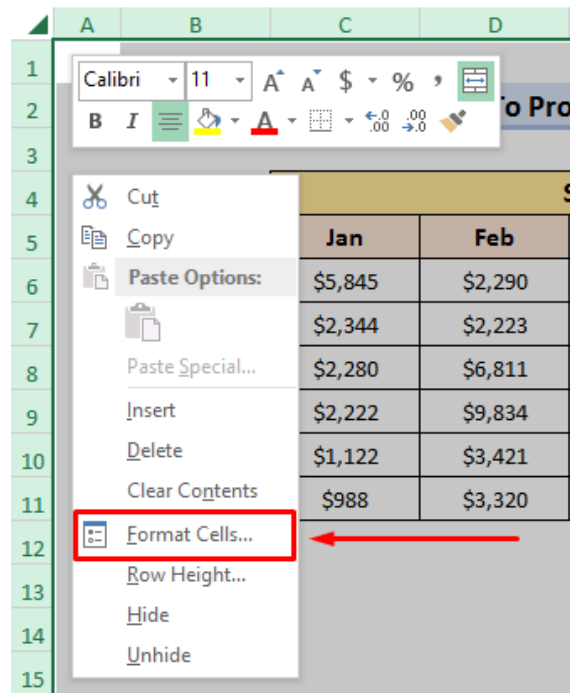 A B C D
1
Calibri 11 A A $ % ,
2
B I A .0 .00 .00 .0
o Pro
3
4
Cut
S
5
Copy
Jan Feb
6
Paste Options:
$5,845 $2,290
7
$2,344 $2,223
8
Paste Special...
$2,280 $6,811
9
Insert
$2,222 $9,834
10
Delete
$1,122 $3,421
11
Clear Contents
$988 $3,320
12
Format Cells...
13
Row Height...
14
Hide
15
Unhide